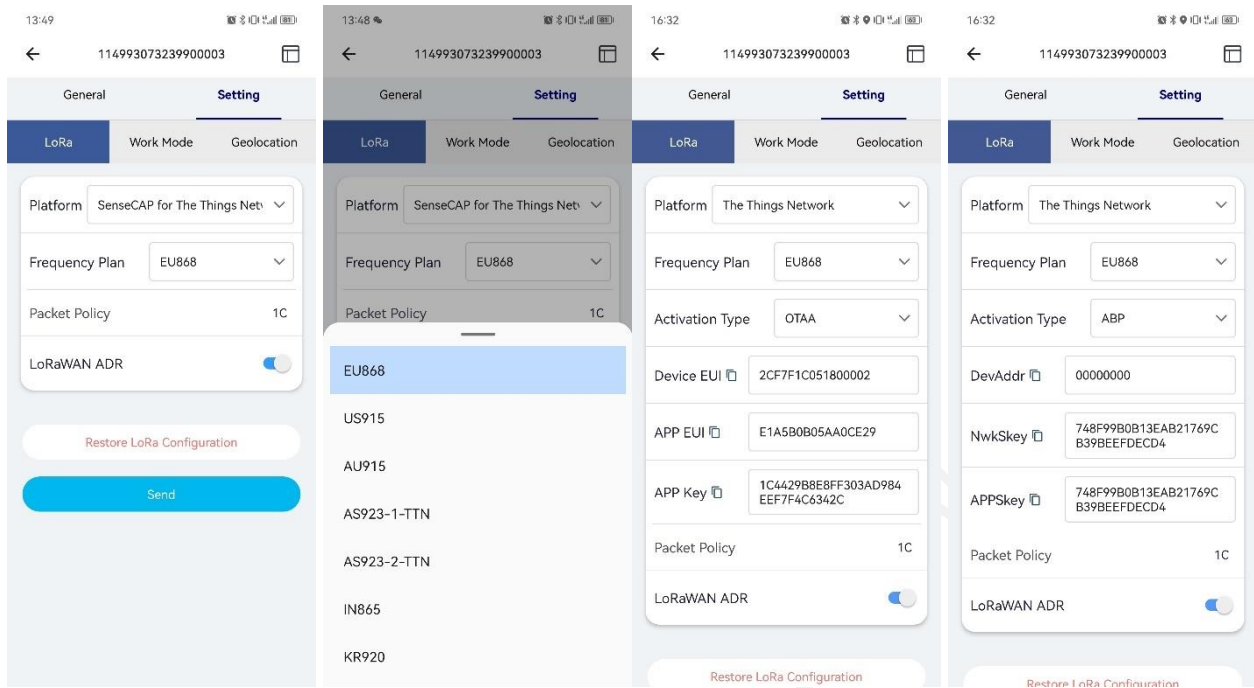 13:49
81
114993073239900003
General
Setting
LoRa
Work Mode
Geolocation
Platform
SenseCAP for The Things Net
Frequency Plan
EU868
Packet Policy
1C
LoRaWAN ADR
Restore LoRa Configuration
Send
13:48
81
114993073239900003
General
Setting
LoRa
Work Mode
Geolocation
Platform
SenseCAP for The Things Net
Frequency Plan
EU868
Packet Policy
1C
EU868
US915
AU915
AS923-1-TTN
AS923-2-TTN
IN865
KR920
16:32
63
114993073239900003
General
Setting
LoRa
Work Mode
Geolocation
Platform
The Things Network
Frequency Plan
EU868
Activation Type
OTAA
Device EUI
2CF7F1C051800002
APP EUI
E1A5B0B05AA0CE29
APP Key
1C4429B8E8FF303AD984
EEF7F4C6342C
Packet Policy
1C
LoRaWAN ADR
Restore LoRa Configuration
16:32
63
114993073239900003
General
Setting
LoRa
Work Mode
Geolocation
Platform
The Things Network
Frequency Plan
EU868
Activation Type
ABP
DevAddr
00000000
NwkSkey
748F99B0B13EAB21769C
B39BEEFDECD4
APPSkey
748F99B0B13EAB21769C
B39BEEFDECD4
Packet Policy
1C
LoRaWAN ADR
Restore LoRa Configuration